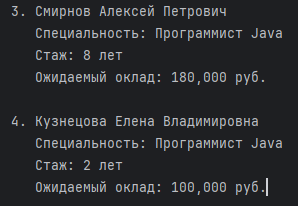 3. Смирнов Алексей Петрович
Специальность: Программист Java
Стаж: 8 лет
Ожидаемый оклад: 180,000 руб.
4. Кузнецова Елена Владимировна
Специальность: Программист Java
Стаж: 2 лет
Ожидаемый оклад: 100,000 руб.